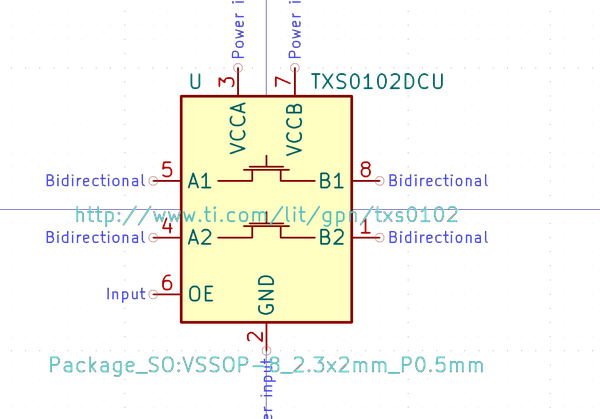 Power i
Power i
3
7
U
TXS0102DCU
VCCA
VCCB
Bidirectional
5
A1
B1
8
Bidirectional
http://www.ti.com/lit/gpn/txs0102
Bidirectional
4
A2
B2
1
Bidirectional
Input
6
OE
GND
2
Package_SO:VSSOP-8_2.3x2mm_P0.5mm
er input